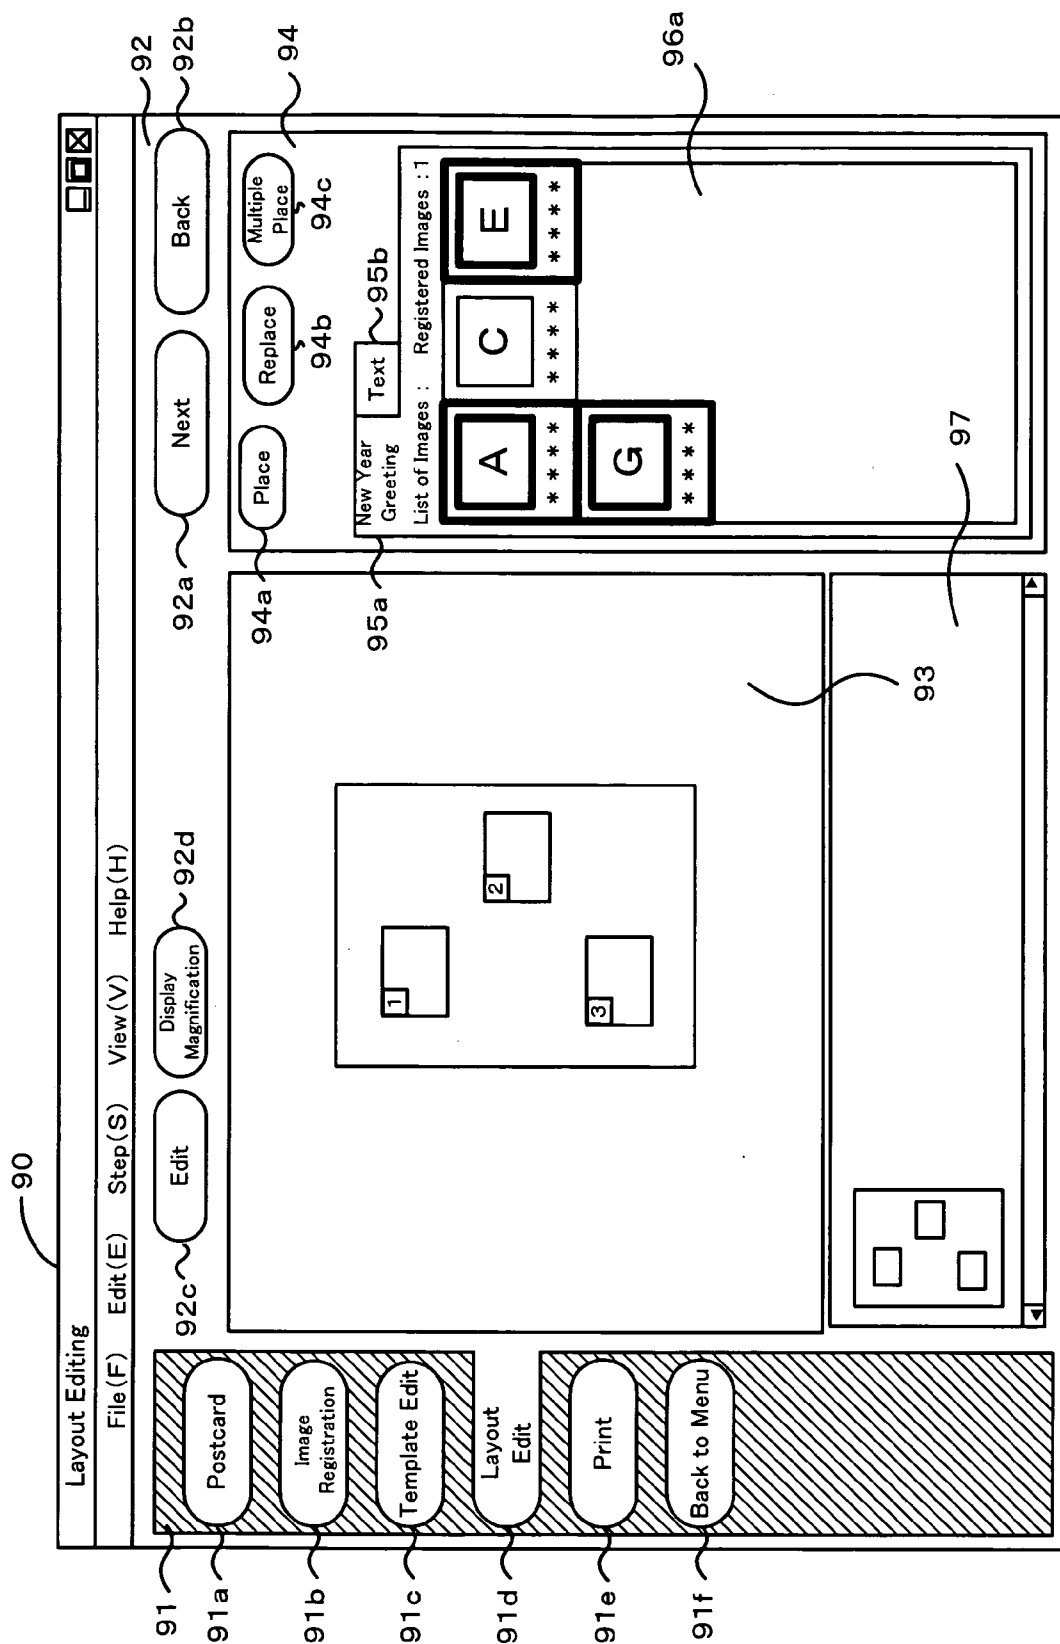 90
Layout Editing
File(F) Edit(E) Step(S) View(V) Help(H)
91
91a
Postcard
91b
Image
Registration
91c
Template Edit
91d
Layout
Edit
91e
Print
91f
Back to Menu
92
92c
Edit
92d
Display
Magnification
92a
Next
92b
Back
93
1
2
3
94
94a
Place
94b
Replace
94c
Multiple
Place
95a
New Year
Greeting
95b
Text
List of Images : Registered Images : 1
A
****
C
****
E
****
G
****
96a
97